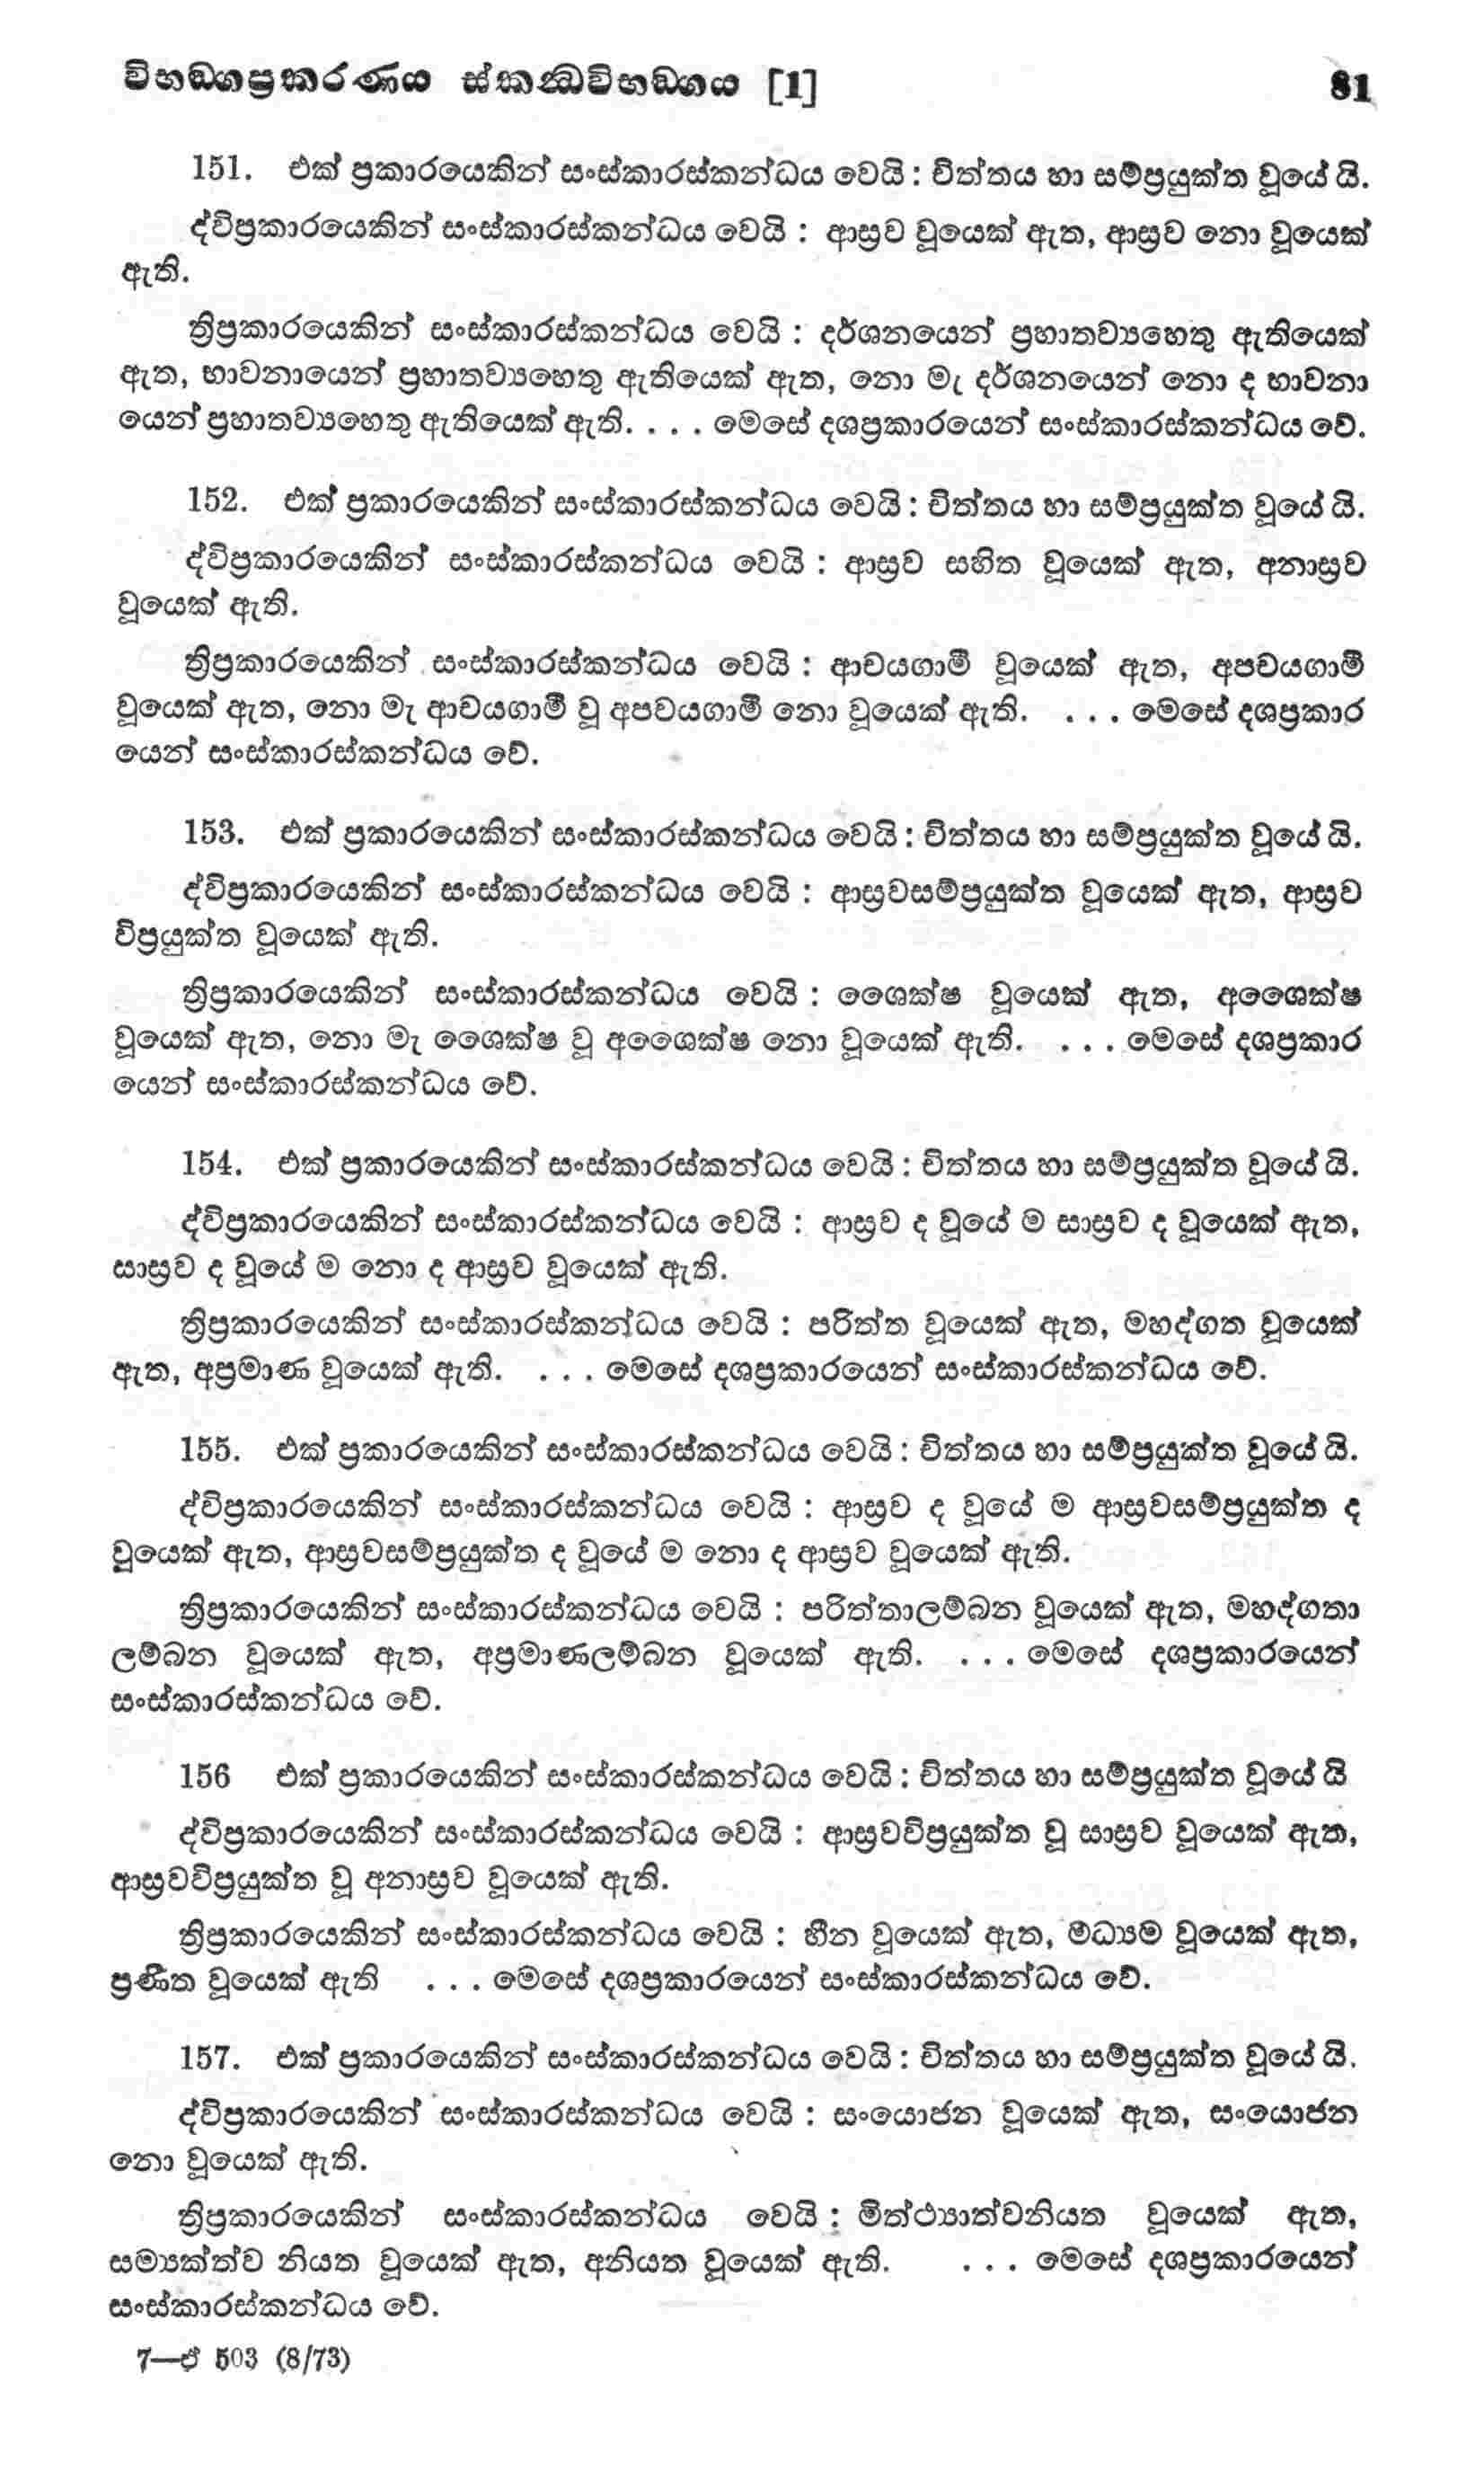 විභඞ්ගප්‍රකරණය ස්කන්‍ධවිභඞ්ගය [1] 81
151. එක් ප්‍රකාරයෙකින් සංස්කාරස්කන්ධය වෙයි : චිත්තය හා සම්ප්‍රයුක්ත වූයේ යි.
ද්විප්‍රකාරයෙකින් සංස්කාරස්කන්ධය වෙයි : ආස්‍රව වූයෙක් ඇත, ආස්‍රව නො වූයෙක්
ඇති.
ත්‍රිප්‍රකාරයෙකින් සංස්කාරස්කන්ධය වෙයි : දර්ශනයෙන් ප්‍රහාතව්‍යහෙතු ඇතියෙක්
ඇත, භාවනායෙන් ප්‍රහාතව්‍යහෙතු ඇතියෙක් ඇත, නො මැ දර්ශනයෙන් නො ද භාවනා
යෙන් ප්‍රහාතව්‍යහෙතු ඇතියෙක් ඇති. . . . මෙසේ දශප්‍රකාරයෙන් සංස්කාරස්කන්ධය වේ.
152. එක් ප්‍රකාරයෙකින් සංස්කාරස්කන්ධය වෙයි : චිත්තය හා සම්ප්‍රයුක්ත වූයේ යි.
ද්විප්‍රකාරයෙකින් සංස්කාරස්කන්ධය වෙයි : ආස්‍රව සහිත වූයෙක් ඇත, අනාස්‍රව
වූයෙක් ඇති.
ත්‍රිප්‍රකාරයෙකින් සංස්කාරස්කන්ධය වෙයි : ආචයගාමී වූයෙක් ඇත, අපචයගාමී
වූයෙක් ඇත, නො මැ ආචයගාමී වූ අපචයගාමී නො වූයෙක් ඇති. . . . මෙසේ දශප්‍රකාර
යෙන් සංස්කාරස්කන්ධය වේ.
153. එක් ප්‍රකාරයෙකින් සංස්කාරස්කන්ධය වෙයි : චිත්තය හා සම්ප්‍රයුක්ත වූයේ යි.
ද්විප්‍රකාරයෙකින් සංස්කාරස්කන්ධය වෙයි : ආස්‍රවසම්ප්‍රයුක්ත වූයෙක් ඇත, ආස්‍රව
විප්‍රයුක්ත වූයෙක් ඇති.
ත්‍රිප්‍රකාරයෙකින් සංස්කාරස්කන්ධය වෙයි : ශෛක්ෂ වූයෙක් ඇත, අශෛක්ෂ
වූයෙක් ඇත, නො මැ ශෛක්ෂ වූ අශෛක්ෂ නො වූයෙක් ඇති. . . . මෙසේ දශප්‍රකාර
යෙන් සංස්කාරස්කන්ධය වේ.
154. එක් ප්‍රකාරයෙකින් සංස්කාරස්කන්ධය වෙයි : චිත්තය හා සම්ප්‍රයුක්ත වූයේ යි.
ද්විප්‍රකාරයෙකින් සංස්කාරස්කන්ධය වෙයි : ආස්‍රව ද වූයේ ම සාස්‍රව ද වූයෙක් ඇත,
සාස්‍රව ද වූයේ ම නො ද ආස්‍රව වූයෙක් ඇති.
ත්‍රිප්‍රකාරයෙකින් සංස්කාරස්කන්ධය වෙයි : පරිත්ත වූයෙක් ඇත, මහද්ගත වූයෙක්
ඇත, අප්‍රමාණ වූයෙක් ඇති. . . . මෙසේ දශප්‍රකාරයෙන් සංස්කාරස්කන්ධය වේ.
155. එක් ප්‍රකාරයෙකින් සංස්කාරස්කන්ධය වෙයි : චිත්තය හා සම්ප්‍රයුක්ත වූයේ යි.
ද්විප්‍රකාරයෙකින් සංස්කාරස්කන්ධය වෙයි : ආස්‍රව ද වූයේ ම ආස්‍රවසම්ප්‍රයුක්ත ද
වූයෙක් ඇත, ආස්‍රවසම්ප්‍රයුක්ත ද වූයේ ම නො ද ආස්‍රව වූයෙක් ඇති.
ත්‍රිප්‍රකාරයෙකින් සංස්කාරස්කන්ධය වෙයි : පරිත්තාලම්බන වූයෙක් ඇත, මහද්ගතා
ලම්බන වූයෙක් ඇත, අප්‍රමාණලම්බන වූයෙක් ඇති. . . . මෙසේ දශප්‍රකාරයෙන්
සංස්කාරස්කන්ධය වේ.
156 එක් ප්‍රකාරයෙකින් සංස්කාරස්කන්ධය වෙයි : චිත්තය හා සම්ප්‍රයුක්ත වූයේ යි
ද්විප්‍රකාරයෙකින් සංස්කාරස්කන්ධය වෙයි : ආස්‍රවවිප්‍රයුක්ත වූ සාස්‍රව වූයෙක් ඇත,
ආස්‍රවවිප්‍රයුක්ත වූ අනාස්‍රව වූයෙක් ඇති.
ත්‍රිප්‍රකාරයෙකින් සංස්කාරස්කන්ධය වෙයි : හීන වූයෙක් ඇත, මධ්‍යම වූයෙක් ඇත,
ප්‍රණීත වූයෙක් ඇති . . . මෙසේ දශප්‍රකාරයෙන් සංස්කාරස්කන්ධය වේ.
157. එක් ප්‍රකාරයෙකින් සංස්කාරස්කන්ධය වෙයි : චිත්තය හා සම්ප්‍රයුක්ත වූයේ යි.
ද්විප්‍රකාරයෙකින් සංස්කාරස්කන්ධය වෙයි : සංයොජන වූයෙක් ඇත, සංයොජන
නො වූයෙක් ඇති.
ත්‍රිප්‍රකාරයෙකින් සංස්කාරස්කන්ධය වෙයි : මිත්ථ්‍යාත්වනියත වූයෙක් ඇත,
සම්‍යක්ත්ව නියත වූයෙක් ඇත, අනියත වූයෙක් ඇති. . . . මෙසේ දශප්‍රකාරයෙන්
සංස්කාරස්කන්ධය වේ.
7—ඒ 503 (8/73)